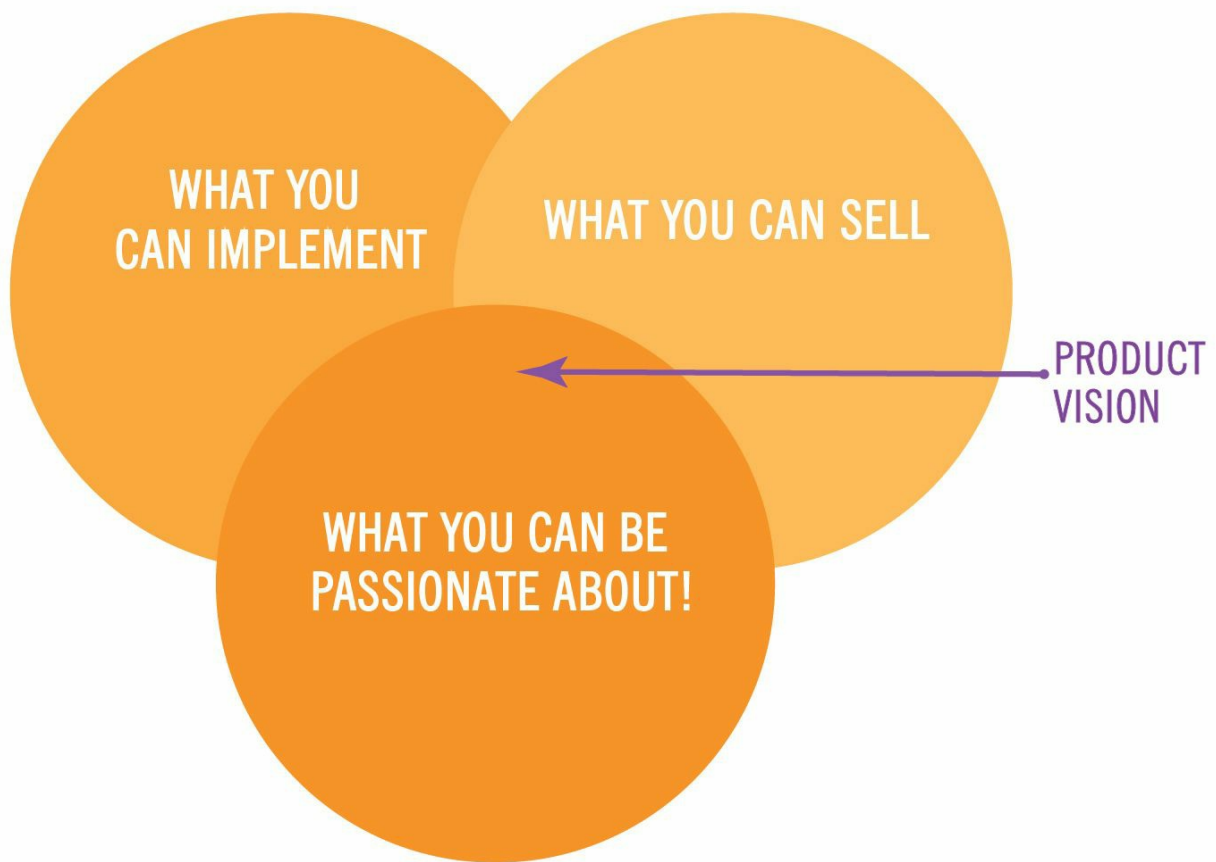 WHAT YOU
CAN IMPLEMENT
WHAT YOU CAN SELL
PRODUCT
VISION
WHAT YOU CAN BE
PASSIONATE ABOUT!